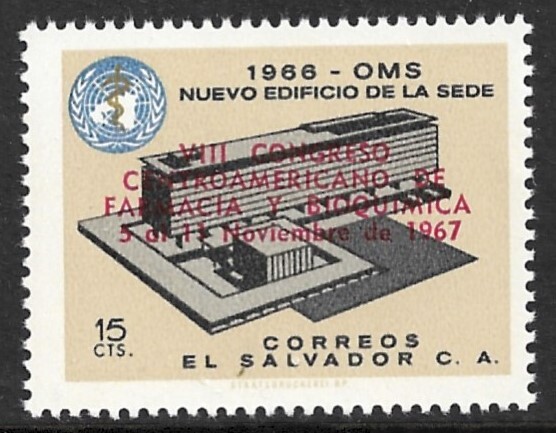 1966 - OMS
NUEVO EDIFICIO DE LA SEDE
VIII CONGRESO
CENTROAMERICANO DE
FARMACIA Y BIOQUIMICA
5 al 11 Noviembre de 1967
15
CTS.
CORREOS
EL SALVADOR C. A.